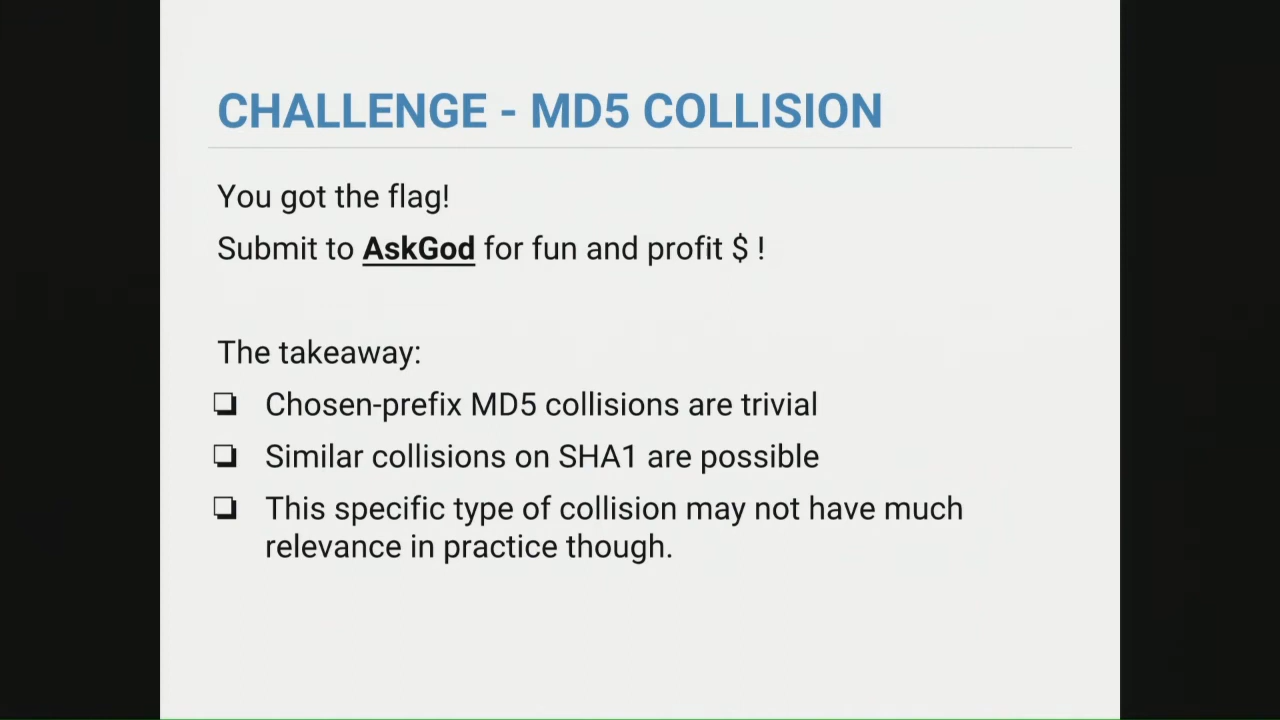 CHALLENGE - MD5 COLLISION
You got the flag!
Submit to AskGod for fun and profit $ !
The takeaway:
❏ Chosen-prefix MD5 collisions are trivial
❏ Similar collisions on SHA1 are possible
❏ This specific type of collision may not have much
relevance in practice though.